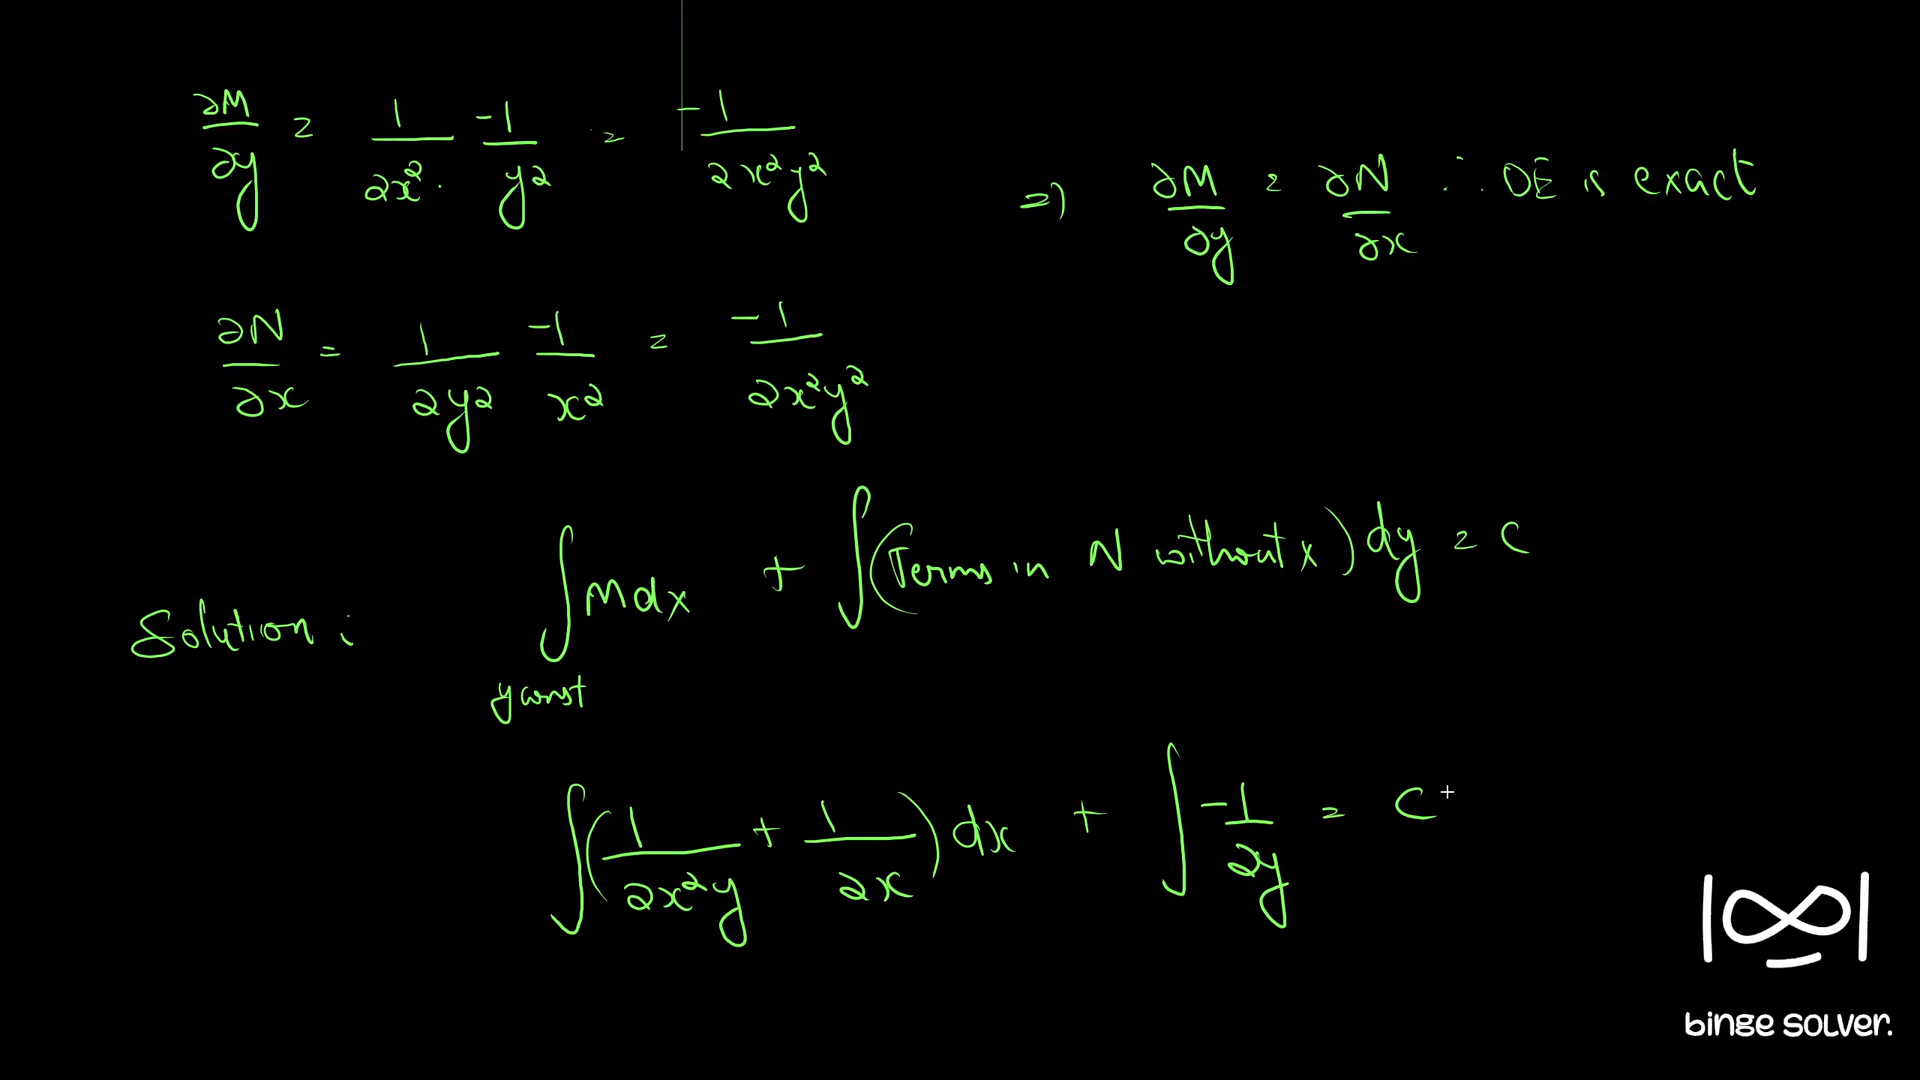 ∂M/∂y = 1/2x² · -1/y² = -1/2x²y²
⇒ ∂M/∂y = ∂N/∂x ∴ DE is exact
∂N/∂x = 1/2y² -1/x² = -1/2x²y²
Solution : ∫ M dx + ∫ (Terms in N without x) dy = C
y const
∫ (1/2x²y + 1/2x) dx + ∫ -1/2y = C
binge solver.